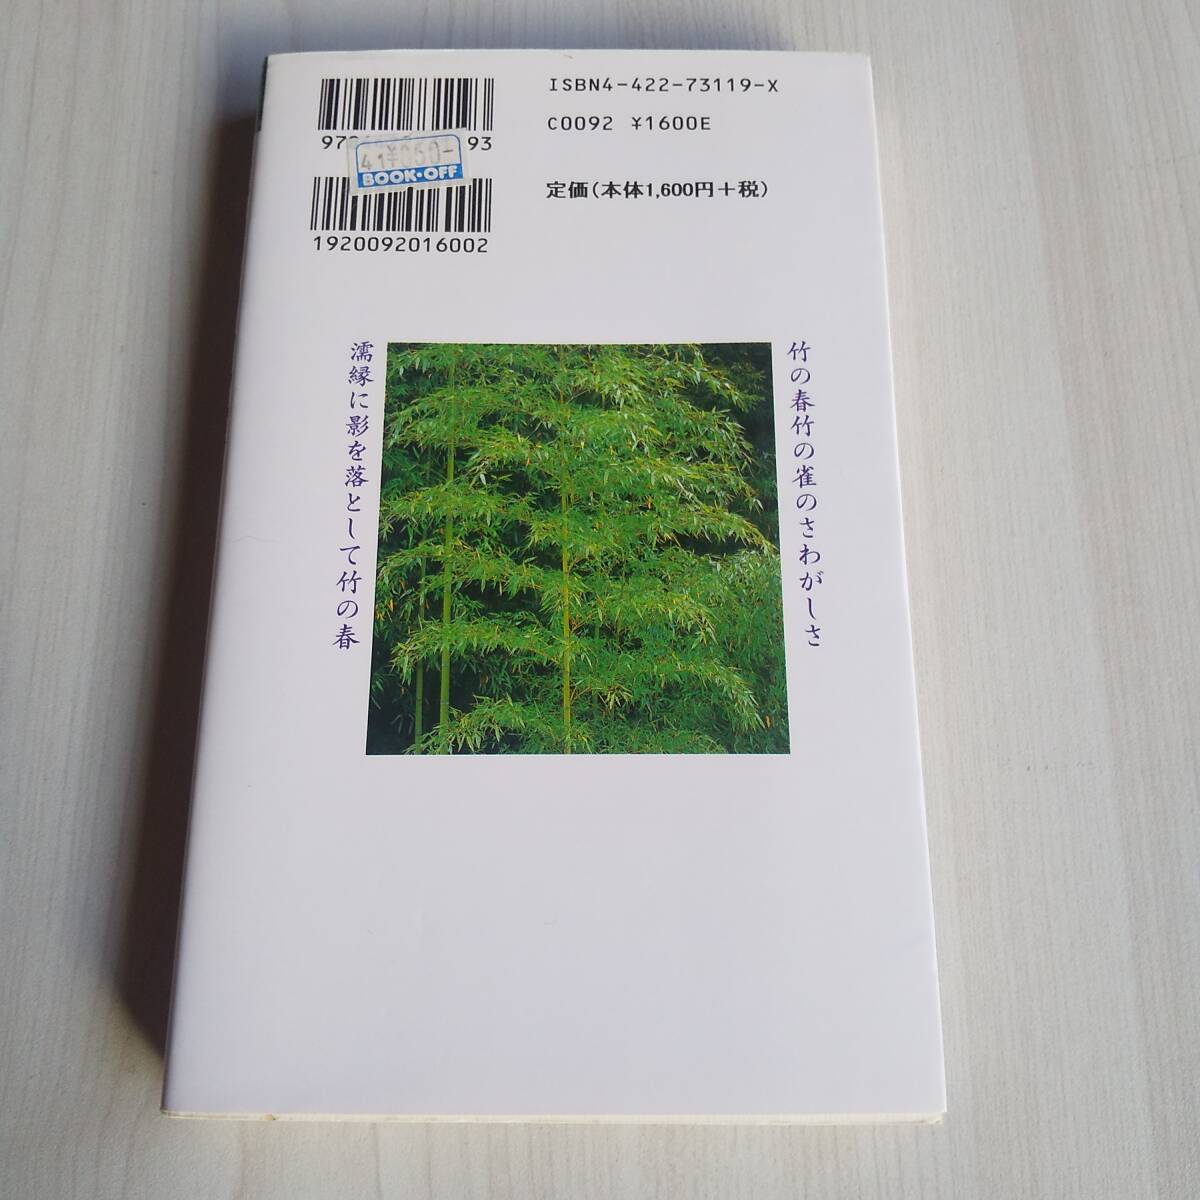 ISBN4-422-73119-X
C0092 ¥1600E
定価(本体1,600円+税)
93
BOOK·OFF
1920092016002
竹の春竹の雀のさわがしさ
濡縁に影を落として竹の春